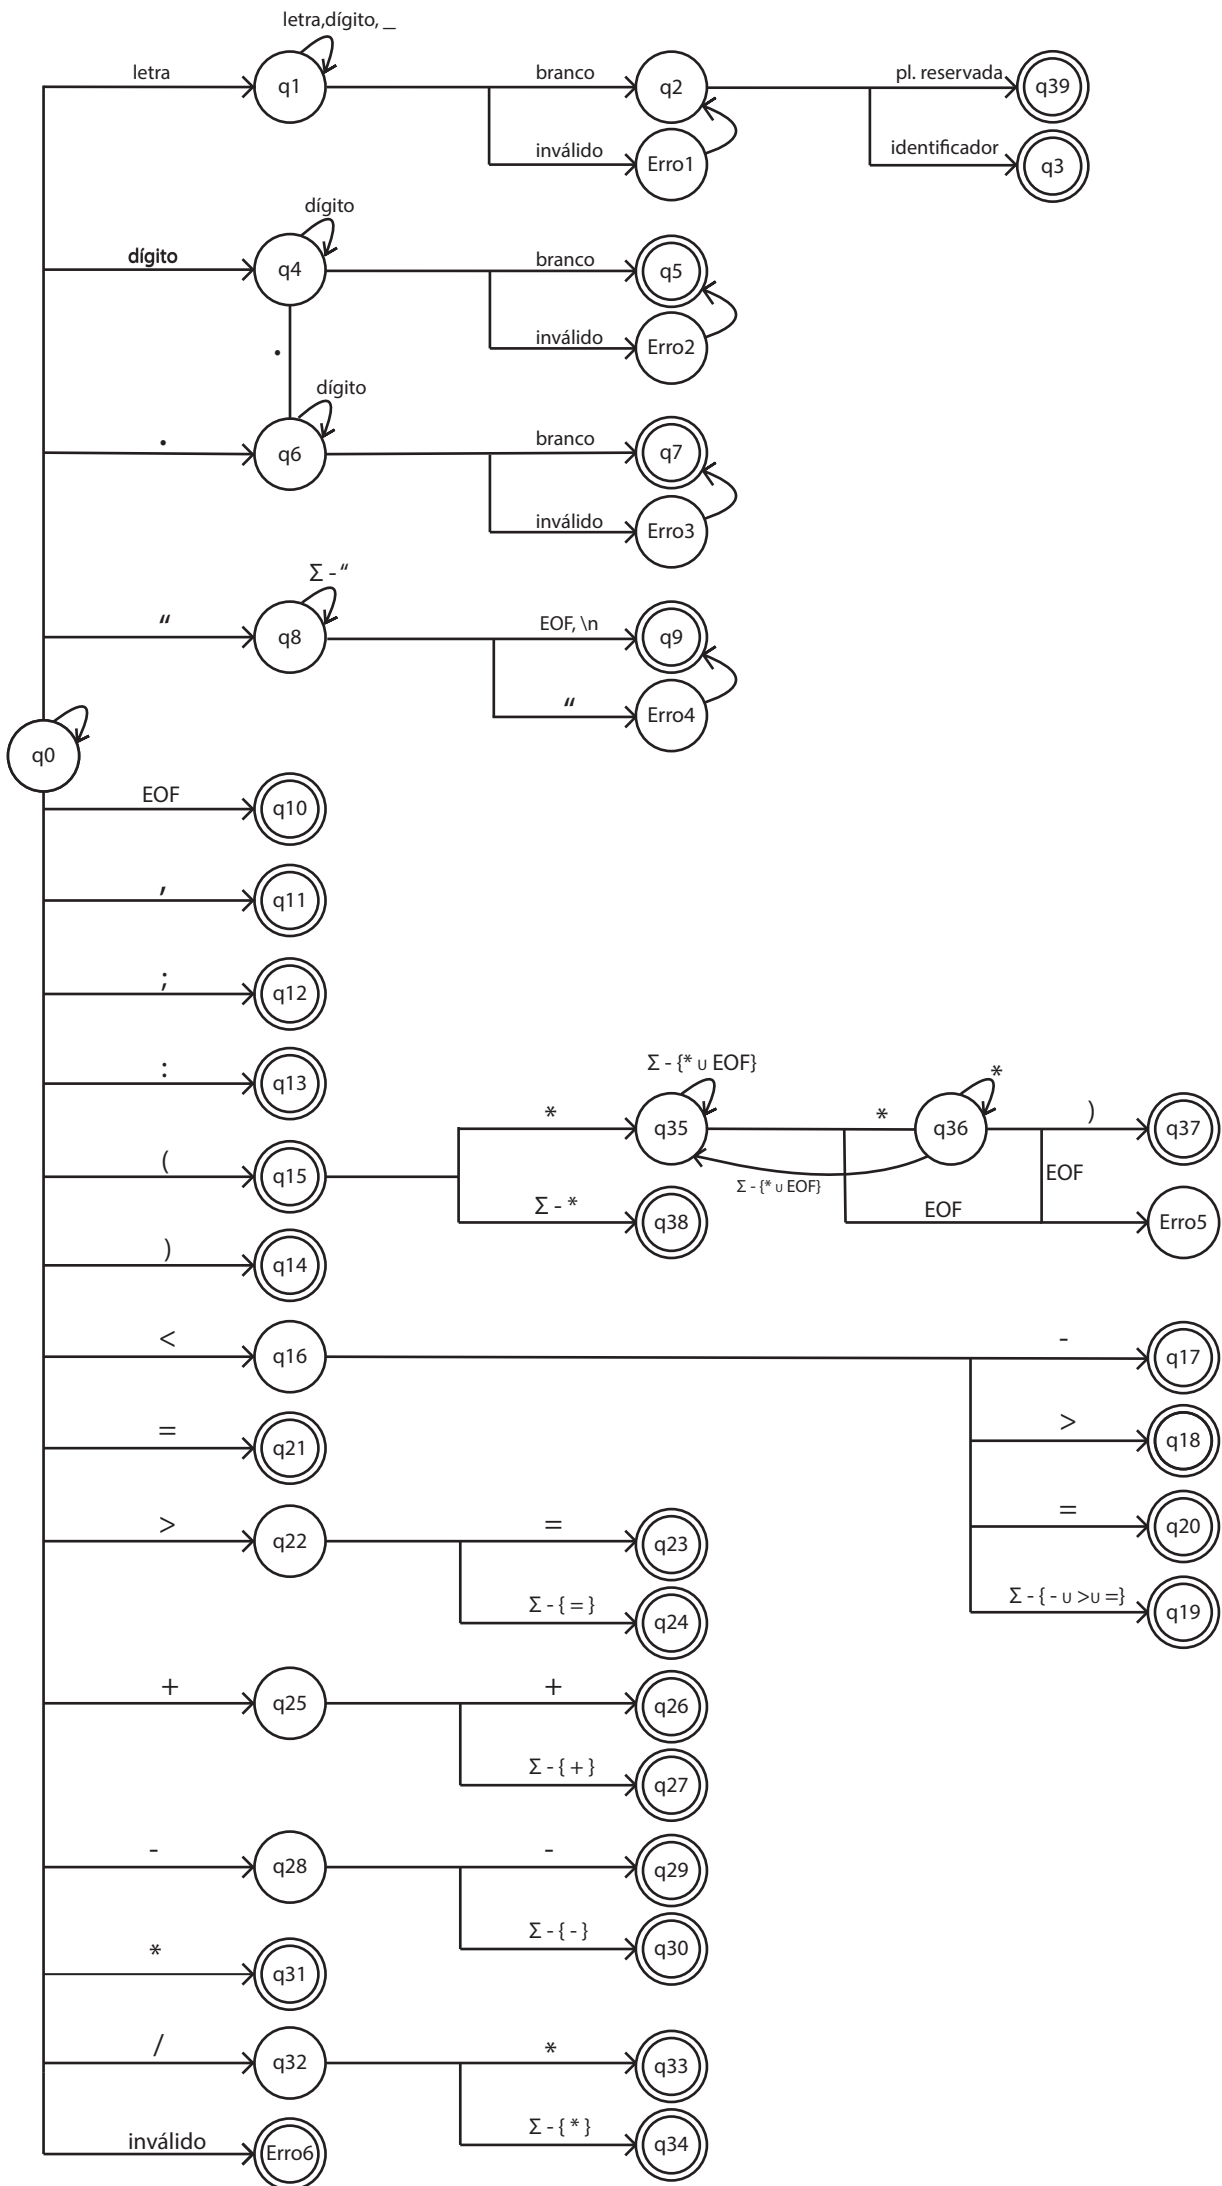 letra,dígito, _
letra
q1
branco
q2
pl. reservada
q39
inválido
Erro1
identificador
q3
dígito
dígito
q4
branco
q5
inválido
Erro2
.
dígito
.
q6
branco
q7
inválido
Erro3
Σ - “
“
q8
EOF, \n
q9
“
Erro4
q0
EOF
q10
,
q11
;
q12
:
q13
(
q15
*
q35
Σ - {* ∪ EOF}
*
q36
*
)
q37
Σ - {* ∪ EOF}
EOF
EOF
Erro5
Σ - *
q38
)
q14
<
q16
-
q17
>
q18
=
q20
Σ - { - ∪ >∪ =}
q19
=
q21
>
q22
=
q23
Σ - { = }
q24
+
q25
+
q26
Σ - { + }
q27
-
q28
-
q29
Σ - { - }
q30
*
q31
/
q32
*
q33
Σ - { * }
q34
inválido
Erro6